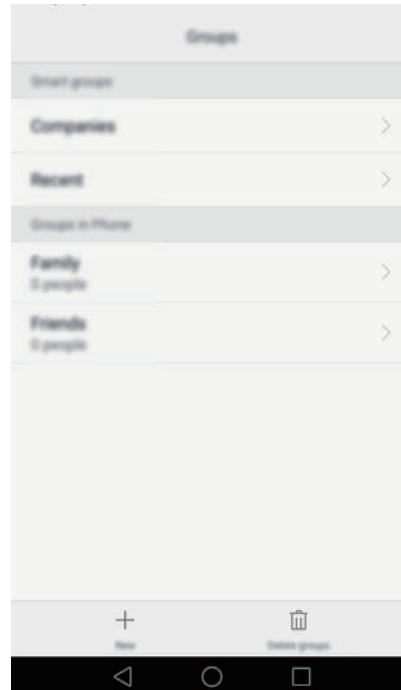 Groups
Smart groups
Companies
Recent
Groups in Phone
Family
0 people
Friends
0 people
New
Delete groups